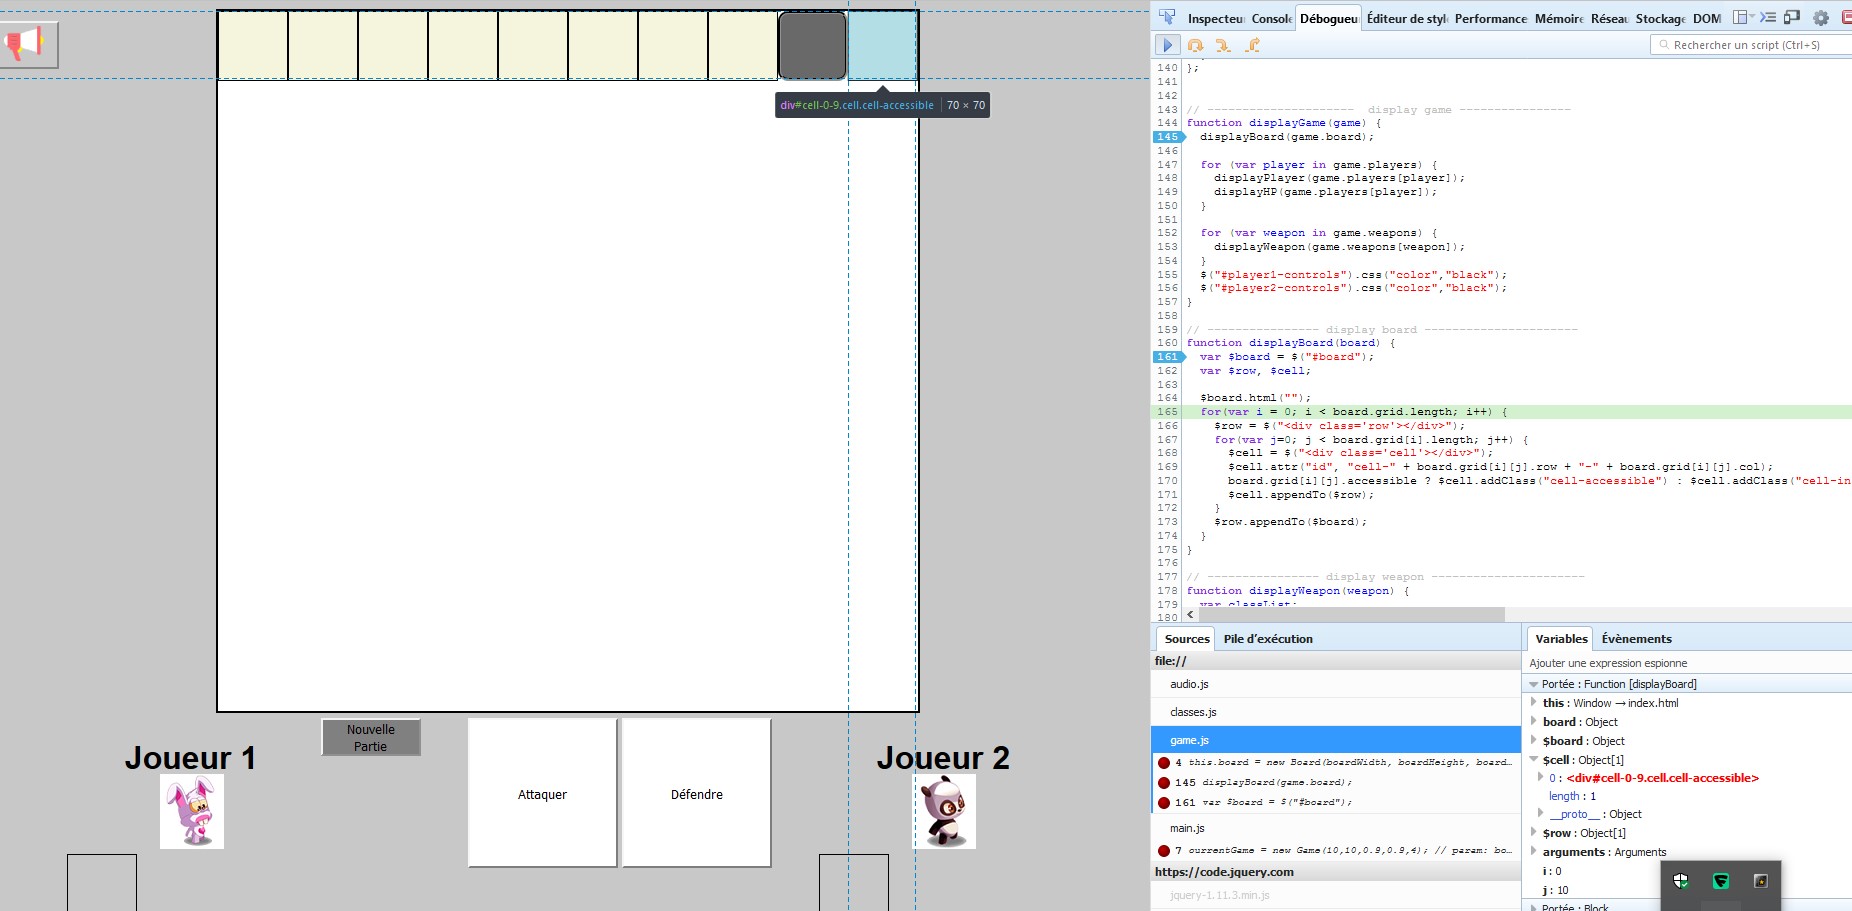 Inspecteu Console Débogueu Éditeur de style Performance Mémoire Réseau Stockage DOM
Rechercher un script (Ctrl+S)
div#cell-0-9.cell.cell-accessible 70 × 70
140 };
141
142
143 // --------------------- display game ----------------
144 function displayGame(game) {
145 displayBoard(game.board);
146
147 for (var player in game.players) {
148 displayPlayer(game.players[player]);
149 displayHP(game.players[player]);
150 }
151
152 for (var weapon in game.weapons) {
153 displayWeapon(game.weapons[weapon]);
154 }
155 $("#player1-controls").css("color","black");
156 $("#player2-controls").css("color","black");
157 }
158
159 // ---------------- display board ----------------------
160 function displayBoard(board) {
161 var $board = $("#board");
162 var $row, $cell;
163
164 $board.html("");
165 for(var i = 0; i < board.grid.length; i++) {
166 $row = $("<div class='row'></div>");
167 for(var j=0; j < board.grid[i].length; j++) {
168 $cell = $("<div class='cell'></div>");
169 $cell.attr("id", "cell-" + board.grid[i][j].row + "-" + board.grid[i][j].col);
170 board.grid[i][j].accessible ? $cell.addClass("cell-accessible") : $cell.addClass("cell-in
171 $cell.appendTo($row);
172 }
173 $row.appendTo($board);
174 }
175 }
176
177 // ---------------- display weapon ----------------------
178 function displayWeapon(weapon) {
179 var classList;
180
Sources Pile d'exécution
file://
audio.js
classes.js
game.js
4 this.board = new Board(boardWidth, boardHeight, board…
145 displayBoard(game.board);
161 var $board = $("#board");
main.js
7 currentGame = new Game(10,10,0.9,0.9,4); // param: bo…
https://code.jquery.com
jquery-1.11.3.min.js
Variables Évènements
Ajouter une expression espionne
Portée : Function [displayBoard]
this : Window → index.html
board : Object
$board : Object
$cell : Object[1]
0 : <div#cell-0-9.cell.cell-accessible>
length : 1
__proto__ : Object
$row : Object[1]
arguments : Arguments
i : 0
j : 10
Portée : Block
Nouvelle
Partie
Joueur 1
Attaquer
Défendre
Joueur 2